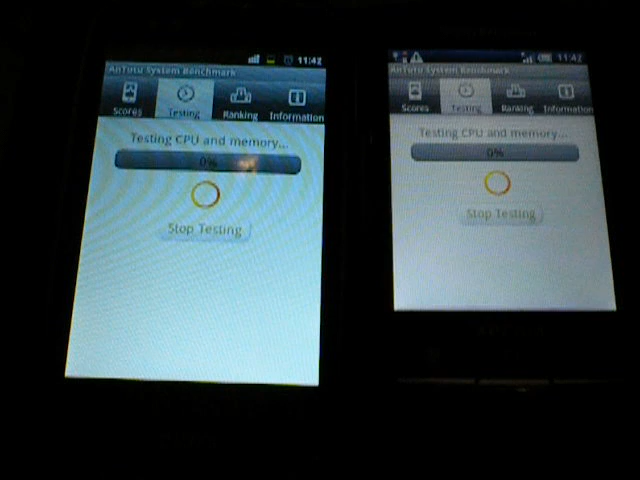 11:42
AnTuTu System Benchmark
Scores Testing Ranking Information
Testing CPU and memory...
0%
Stop Testing
11:42
AnTuTu System Benchmark
Scores Testing Ranking Information
Testing CPU and memory...
0%
Stop Testing